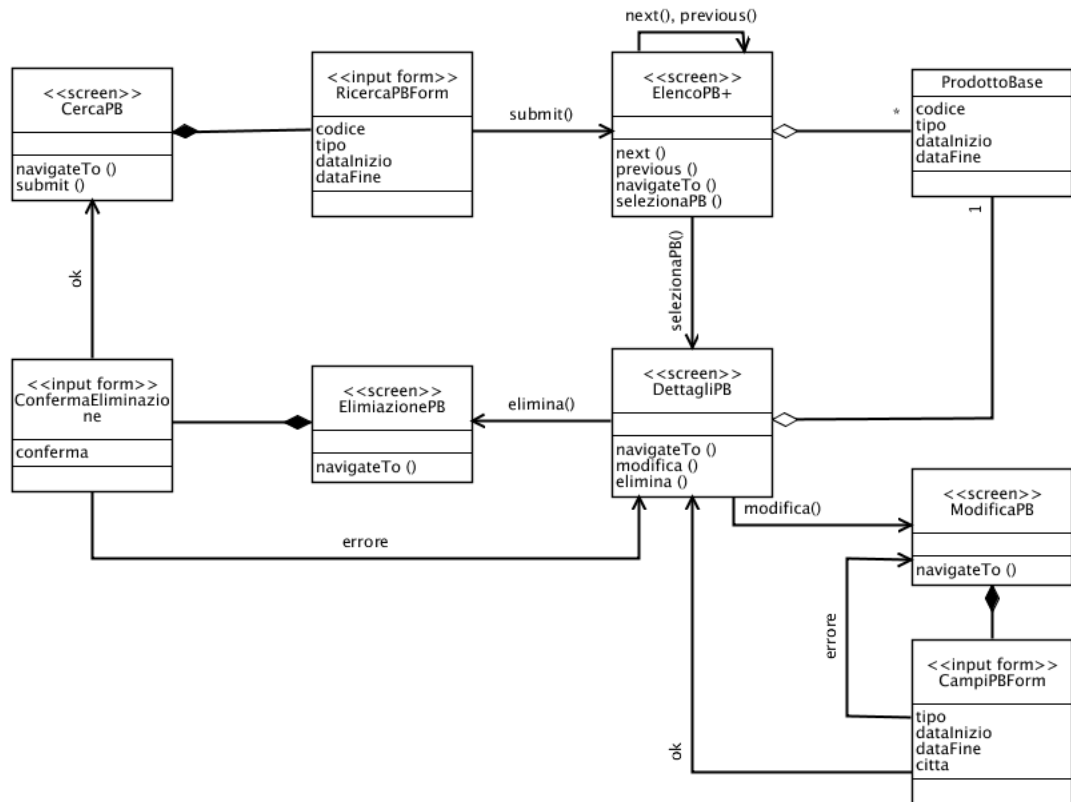 next(), previous()
<<screen>>
CercaPB
navigateTo ()
submit ()
<<input form>>
RicercaPBForm
codice
tipo
dataInizio
dataFine
submit()
<<screen>>
ElencoPB+
next ()
previous ()
navigateTo ()
selezionaPB ()
*
ProdottoBase
codice
tipo
dataInizio
dataFine
1
ok
selezionaPB()
<<input form>>
ConfermaEliminazio
ne
conferma
<<screen>>
ElimiazionePB
navigateTo ()
elimina()
<<screen>>
DettagliPB
navigateTo ()
modifica ()
elimina ()
errore
modifica()
<<screen>>
ModificaPB
navigateTo ()
errore
ok
<<input form>>
CampiPBForm
tipo
dataInizio
dataFine
citta